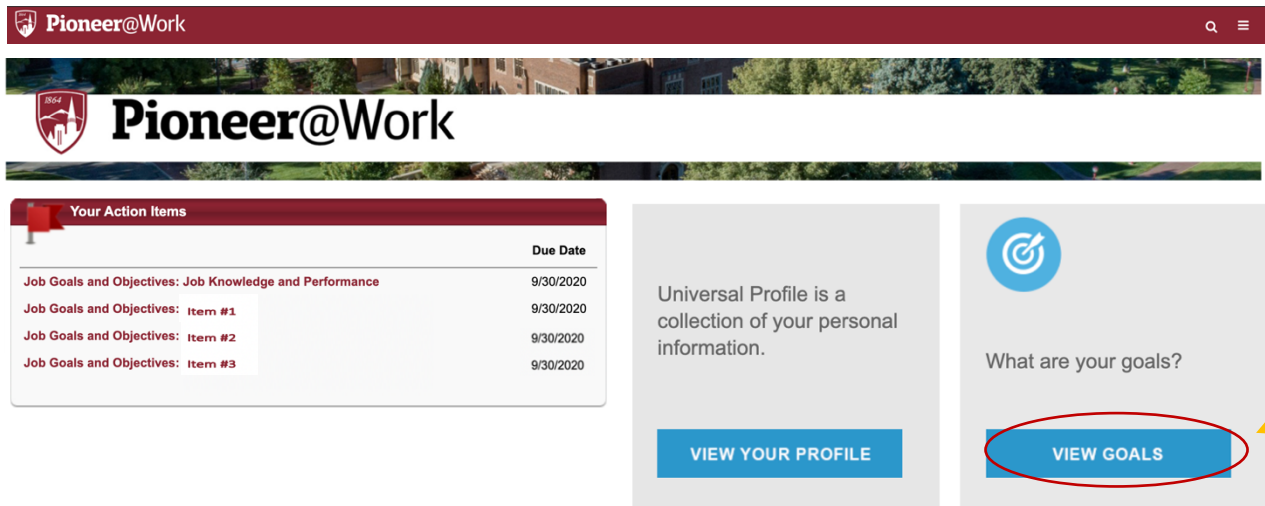 Pioneer@Work
1864
Pioneer@Work
Your Action Items
Due Date
Job Goals and Objectives: Job Knowledge and Performance 9/30/2020
Job Goals and Objectives: Item #1 9/30/2020
Job Goals and Objectives: Item #2 9/30/2020
Job Goals and Objectives: Item #3 9/30/2020
Universal Profile is a
collection of your personal
information.
VIEW YOUR PROFILE
What are your goals?
VIEW GOALS